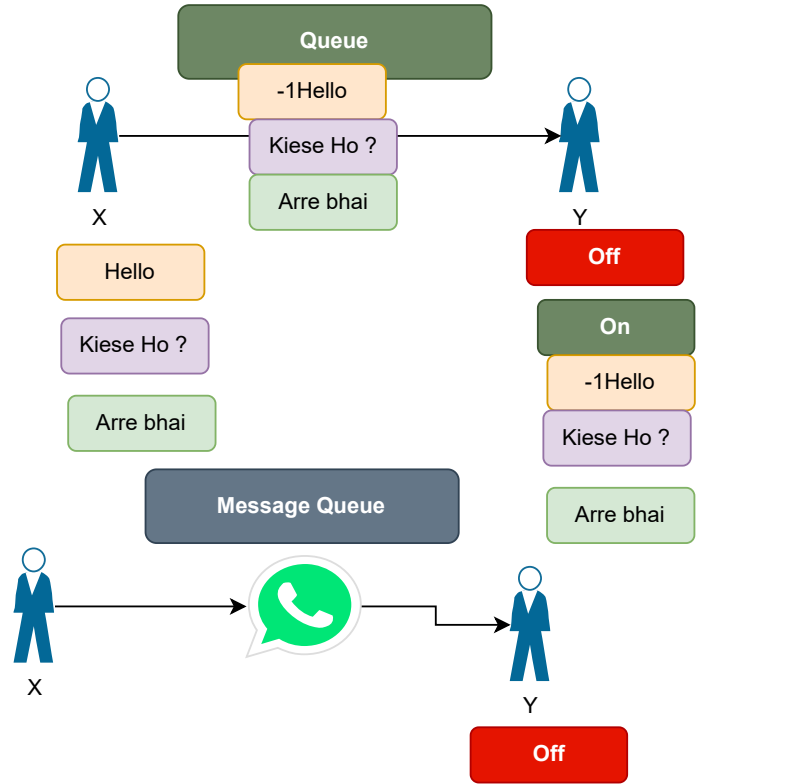 Queue
-1Hello
Kiese Ho ?
Arre bhai
X
Y
Hello
Kiese Ho ?
Arre bhai
Off
On
-1Hello
Kiese Ho ?
Arre bhai
Message Queue
X
Y
Off